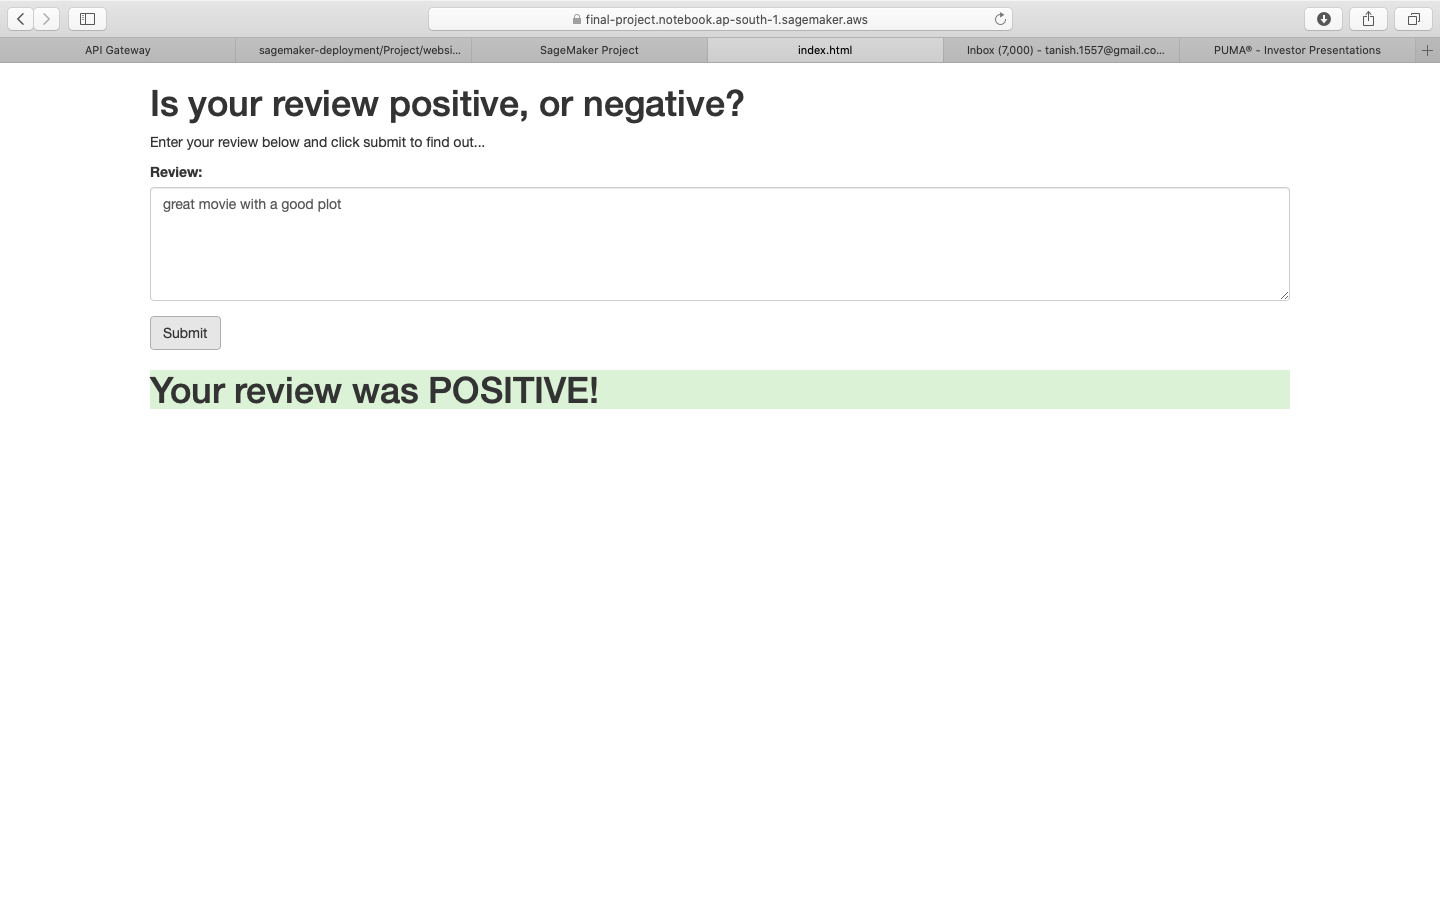 final-project.notebook.ap-south-1.sagemaker.aws
API Gateway
sagemaker-deployment/Project/websi...
SageMaker Project
index.html
Inbox (7,000) - tanish.1557@gmail.co...
PUMA® - Investor Presentations
Is your review positive, or negative?
Enter your review below and click submit to find out...
Review:
great movie with a good plot
Submit
Your review was POSITIVE!